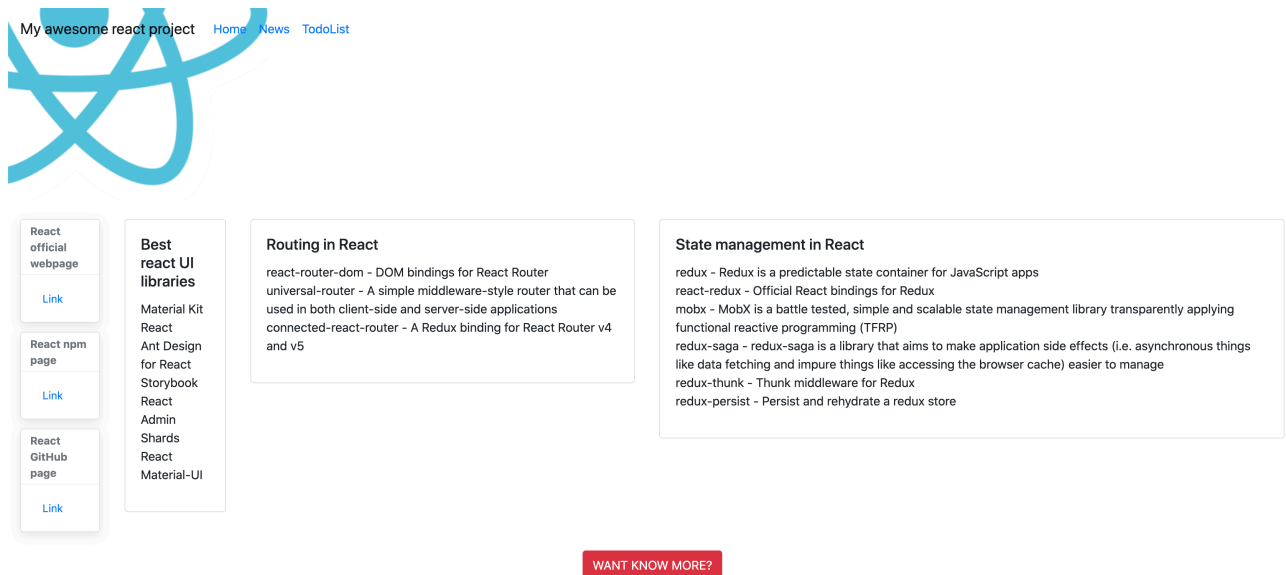 My awesome react project Home News TodoList
React
official
webpage
Link
React npm
page
Link
React
GitHub
page
Link
Best
react UI
libraries
Material Kit
React
Ant Design
for React
Storybook
React
Admin
Shards
React
Material-UI
Routing in React
react-router-dom - DOM bindings for React Router
universal-router - A simple middleware-style router that can be
used in both client-side and server-side applications
connected-react-router - A Redux binding for React Router v4
and v5
State management in React
redux - Redux is a predictable state container for JavaScript apps
react-redux - Official React bindings for Redux
mobx - MobX is a battle tested, simple and scalable state management library transparently applying
functional reactive programming (TFRP)
redux-saga - redux-saga is a library that aims to make application side effects (i.e. asynchronous things
like data fetching and impure things like accessing the browser cache) easier to manage
redux-thunk - Thunk middleware for Redux
redux-persist - Persist and rehydrate a redux store
WANT KNOW MORE?